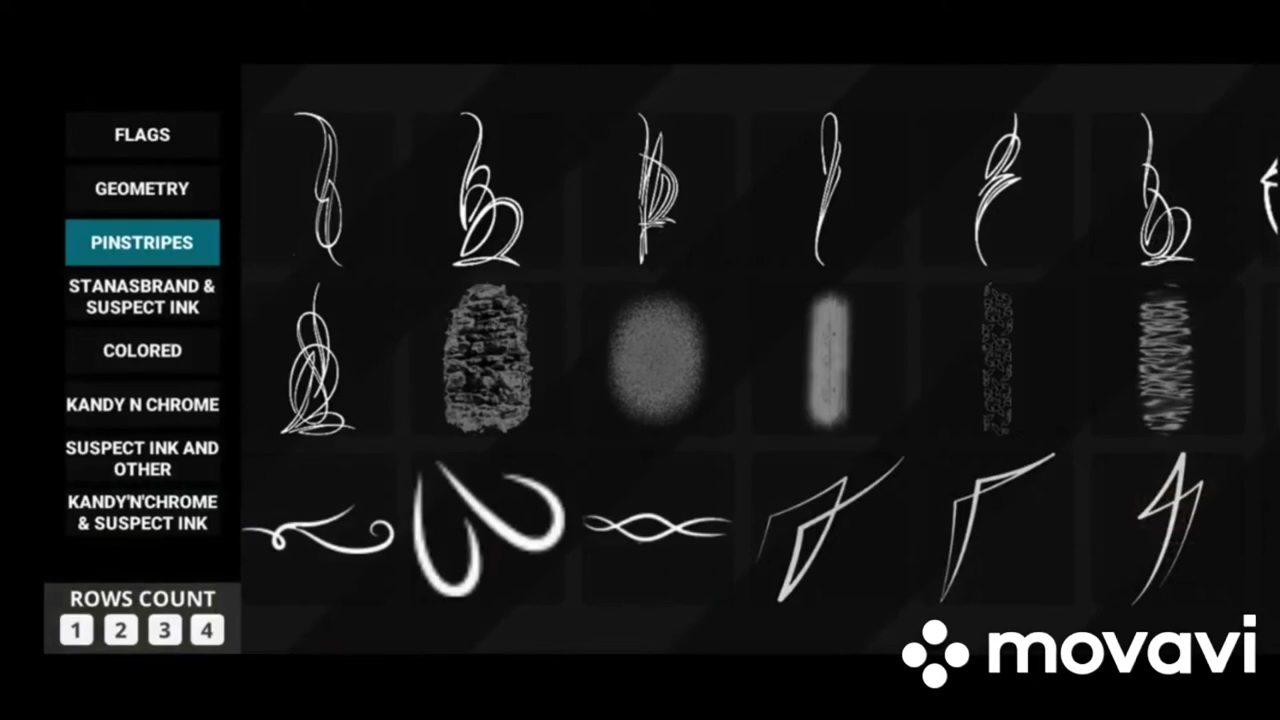 FLAGS
GEOMETRY
PINSTRIPES
STANASBRAND &
SUSPECT INK
COLORED
KANDY N CHROME
SUSPECT INK AND
OTHER
KANDY'N'CHROME
& SUSPECT INK
ROWS COUNT
1 2 3 4
movavi